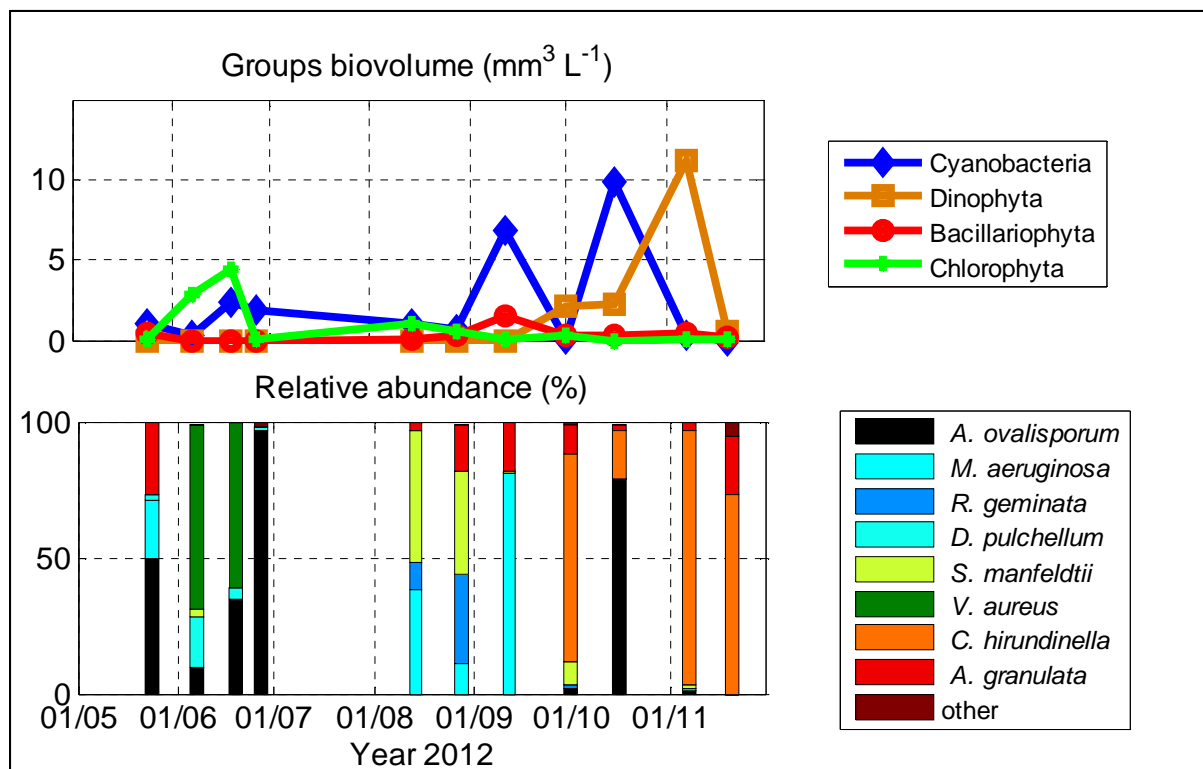 Groups biovolume (mm³ L⁻¹)
10
5
0
Cyanobacteria
Dinophyta
Bacillariophyta
Chlorophyta
Relative abundance (%)
100
50
0
01/05 01/06 01/07 01/08 01/09 01/10 01/11
Year 2012
A. ovalisporum
M. aeruginosa
R. geminata
D. pulchellum
S. manfeldtii
V. aureus
C. hirundinella
A. granulata
other